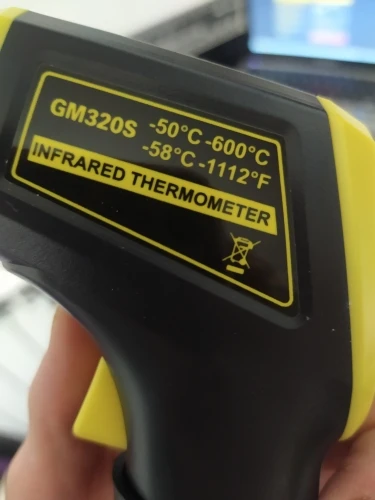 GM320S -50°C-600°C
-58°C-1112°F
INFRARED THERMOMETER